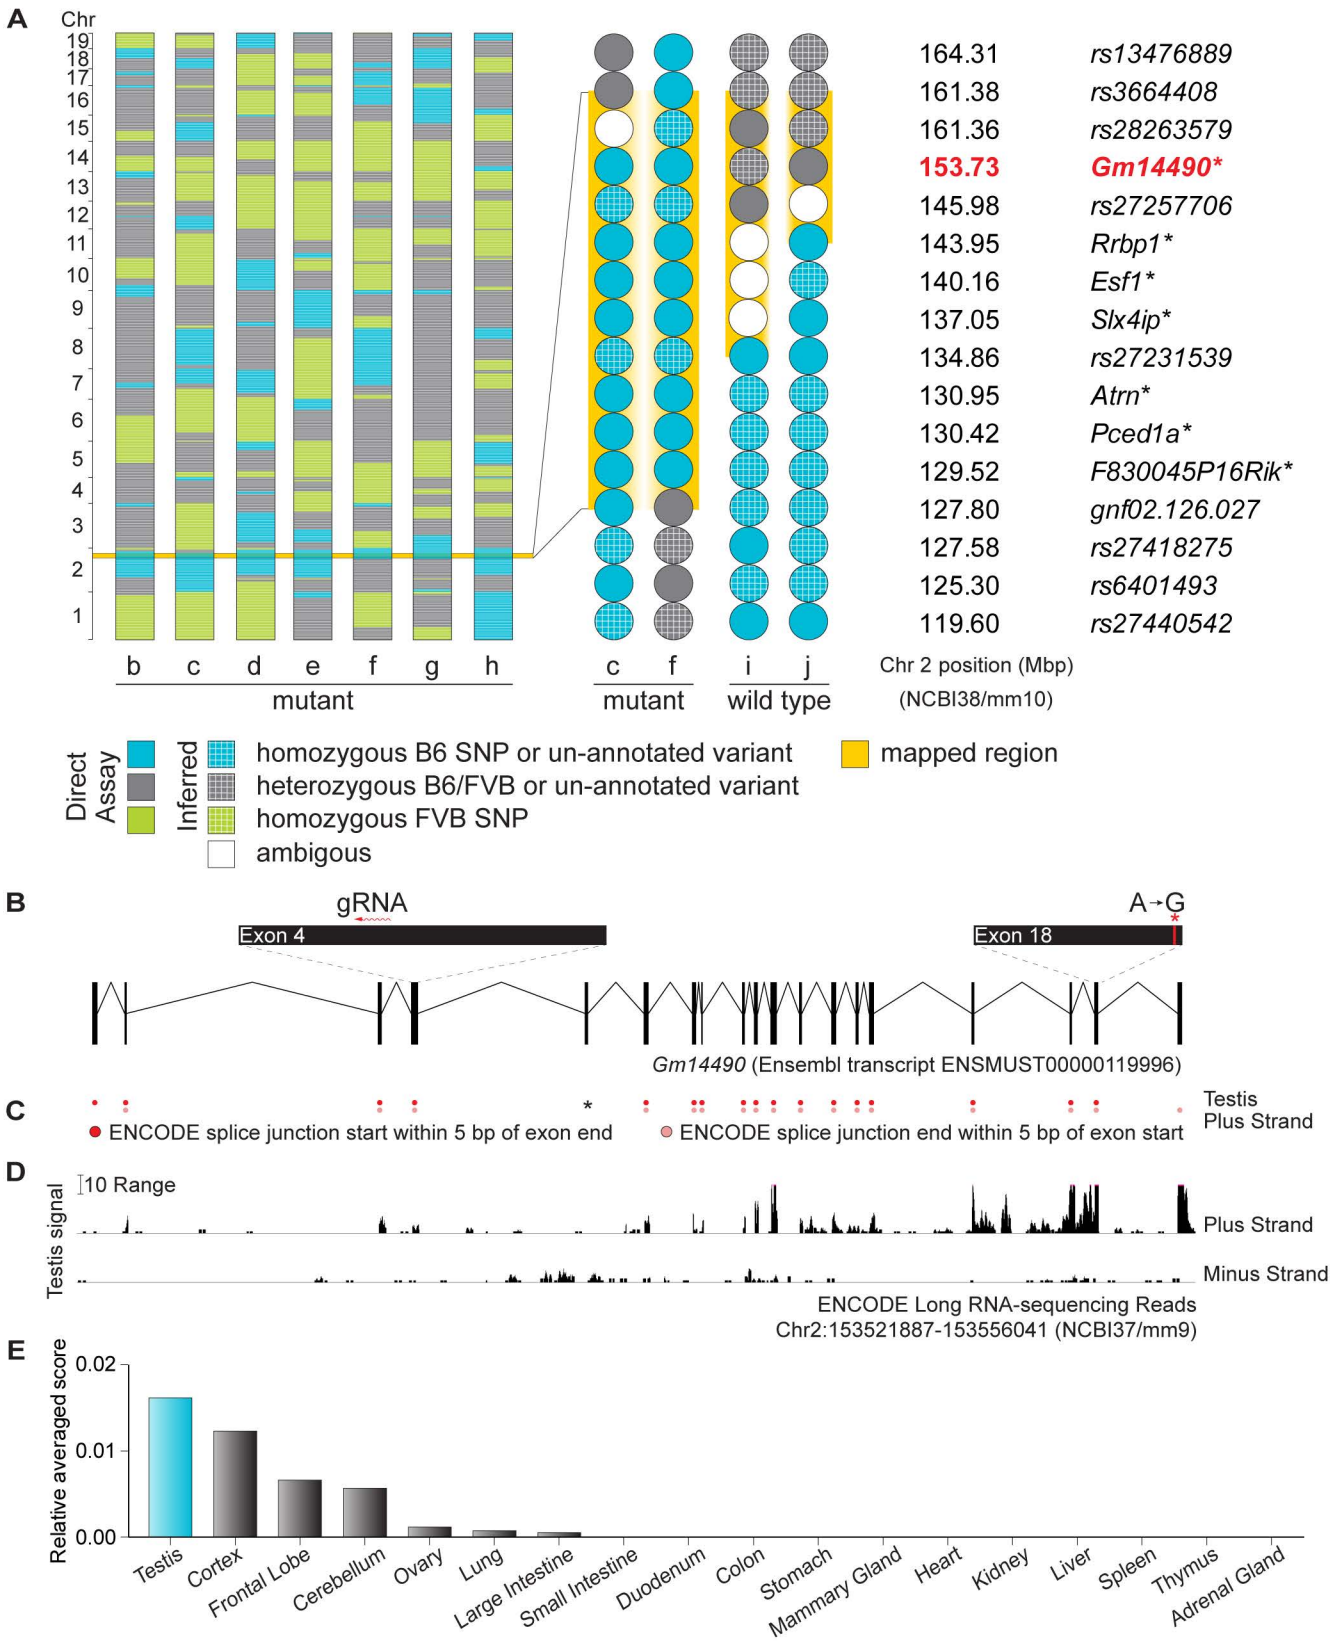 A
Chr
19
18
17
16
15
14
13
12
11
10
9
8
7
6
5
4
3
2
1
b c d e f g h
mutant
c f
mutant
i j
wild type
164.31 rs13476889
161.38 rs3664408
161.36 rs28263579
153.73 Gm14490*
145.98 rs27257706
143.95 Rrbp1*
140.16 Esf1*
137.05 Slx4ip*
134.86 rs27231539
130.95 Atrn*
130.42 Pced1a*
129.52 F830045P16Rik*
127.80 gnf02.126.027
127.58 rs27418275
125.30 rs6401493
119.60 rs27440542
Chr 2 position (Mbp)
(NCBI38/mm10)
Direct
Assay
Inferred
homozygous B6 SNP or un-annotated variant
heterozygous B6/FVB or un-annotated variant
homozygous FVB SNP
ambigous
mapped region
B
gRNA
Exon 4
A→G
*
Exon 18
Gm14490 (Ensembl transcript ENSMUST00000119996)
C
*
Testis
Plus Strand
ENCODE splice junction start within 5 bp of exon end
ENCODE splice junction end within 5 bp of exon start
D
Testis signal
10 Range
Plus Strand
Minus Strand
ENCODE Long RNA-sequencing Reads
Chr2:153521887-153556041 (NCBI37/mm9)
E
Relative averaged score
0.02
0.01
0.00
Testis
Cortex
Frontal Lobe
Cerebellum
Ovary
Lung
Large Intestine
Small Intestine
Duodenum
Colon
Stomach
Mammary Gland
Heart
Kidney
Liver
Spleen
Thymus
Adrenal Gland